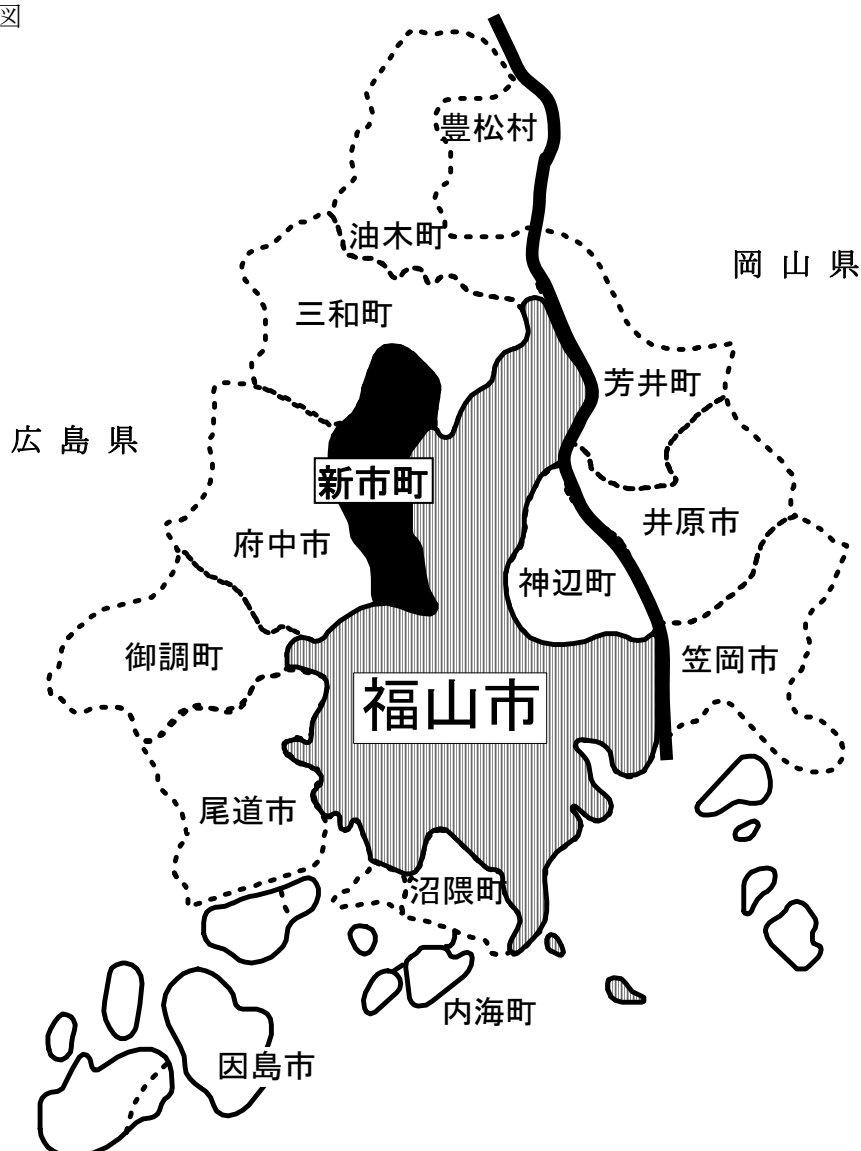 図
豊松村
油木町
岡山県
三和町
芳井町
広島県
新市町
井原市
府中市
神辺町
御調町
笠岡市
福山市
尾道市
沼隈町
内海町
因島市